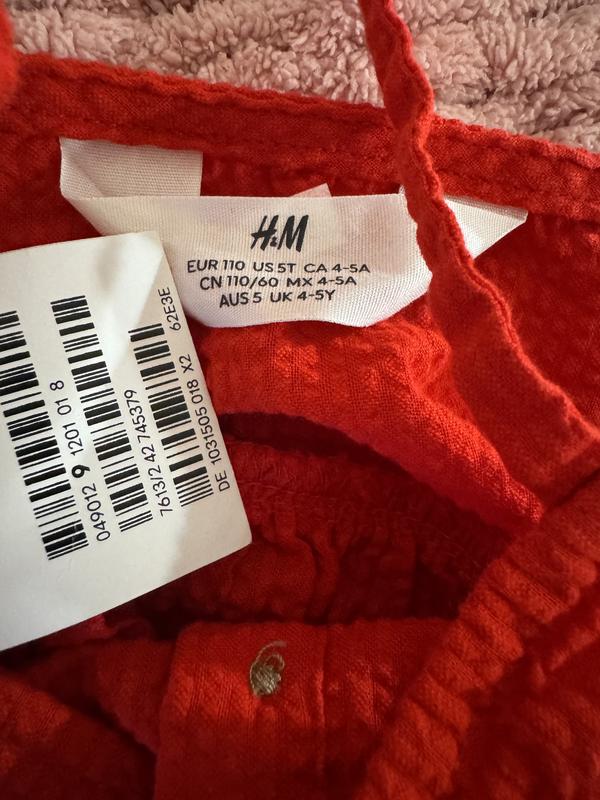 H&M
EUR 110 US 5T CA 4-5A
CN 110/60 MX 4-5A
AUS 5 UK 4-5Y
049012 9 1201 01 8
7613/2 42 745379
DE 1031505 018 X2
62E3E